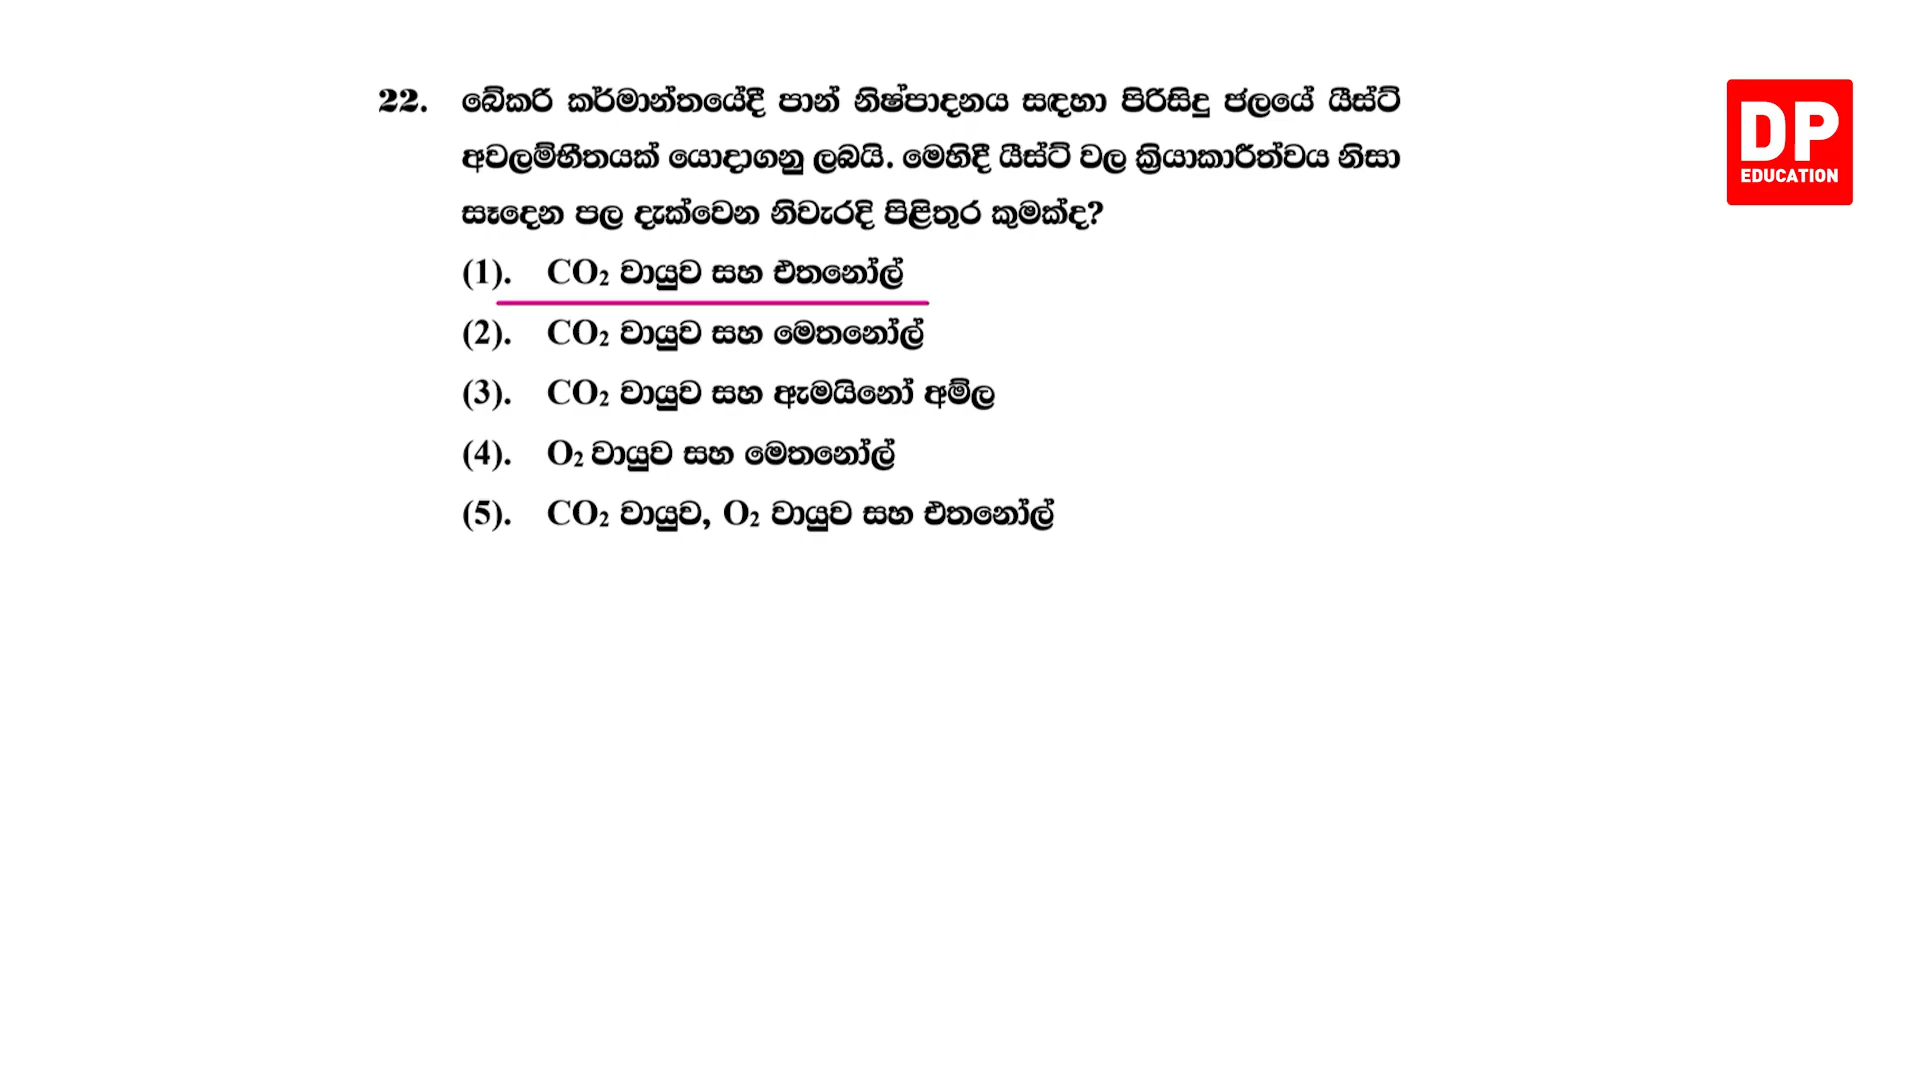 22. බේකරි කර්මාන්තයේදී පාන් නිෂ්පාදනය සඳහා පිරිසිදු ජලයේ යීස්ට්
අවලම්භීතයක් යොදාගනු ලබයි. මෙහිදී යීස්ට් වල ක්‍රියාකාරීත්වය නිසා
සෑදෙන පල දැක්වෙන නිවැරදි පිළිතුර කුමක්ද?
(1). CO₂ වායුව සහ එතනෝල්
(2). CO₂ වායුව සහ මෙතනෝල්
(3). CO₂ වායුව සහ ඇමයිනෝ අම්ල
(4). O₂ වායුව සහ මෙතනෝල්
(5). CO₂ වායුව, O₂ වායුව සහ එතනෝල්
DP
EDUCATION